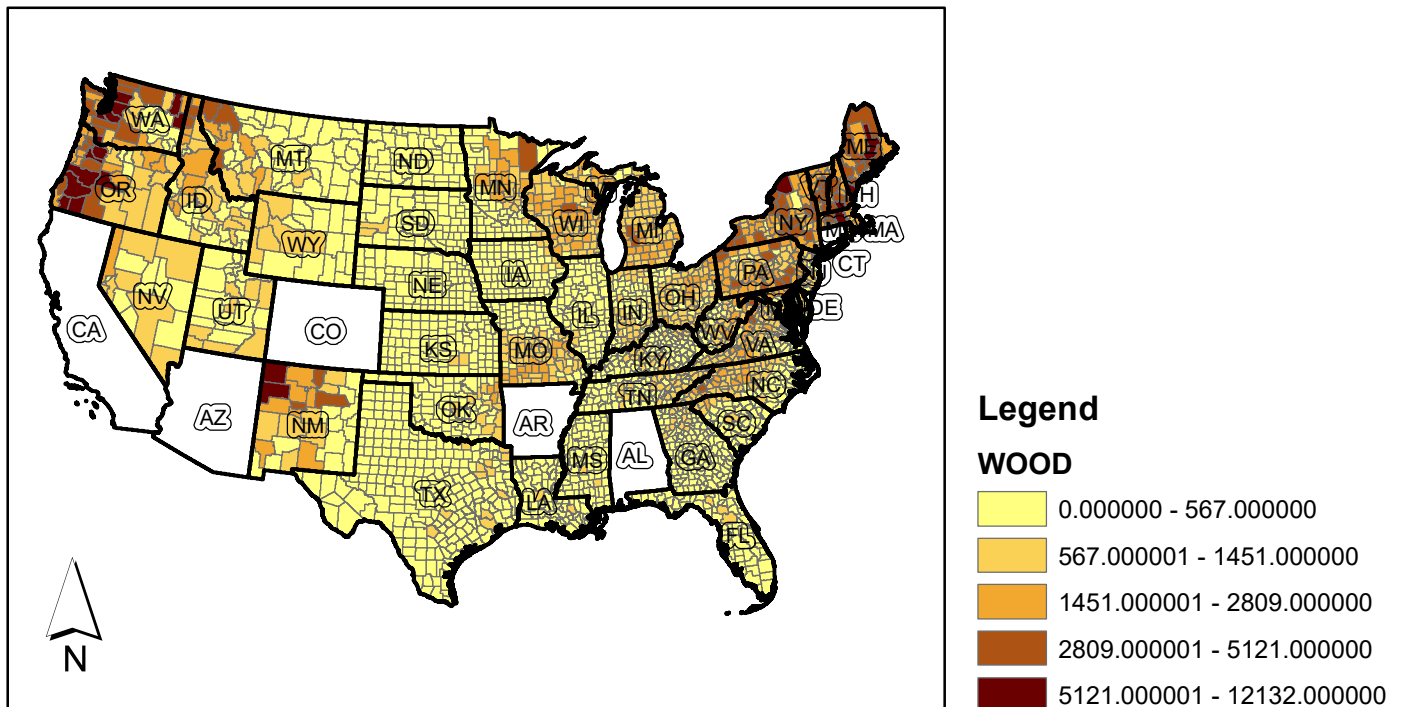 WA
MT
ND
ME
OR
ID
MN
VT
NH
SD
WI
MI
NY
MA
WY
IA
PA
CT
NE
NV
UT
IL
IN
OH
DE
CA
CO
WV
VA
KS
MO
KY
NC
TN
AZ
NM
OK
AR
SC
MS
AL
GA
TX
LA
FL
N
Legend
WOOD
0.000000 - 567.000000
567.000001 - 1451.000000
1451.000001 - 2809.000000
2809.000001 - 5121.000000
5121.000001 - 12132.000000